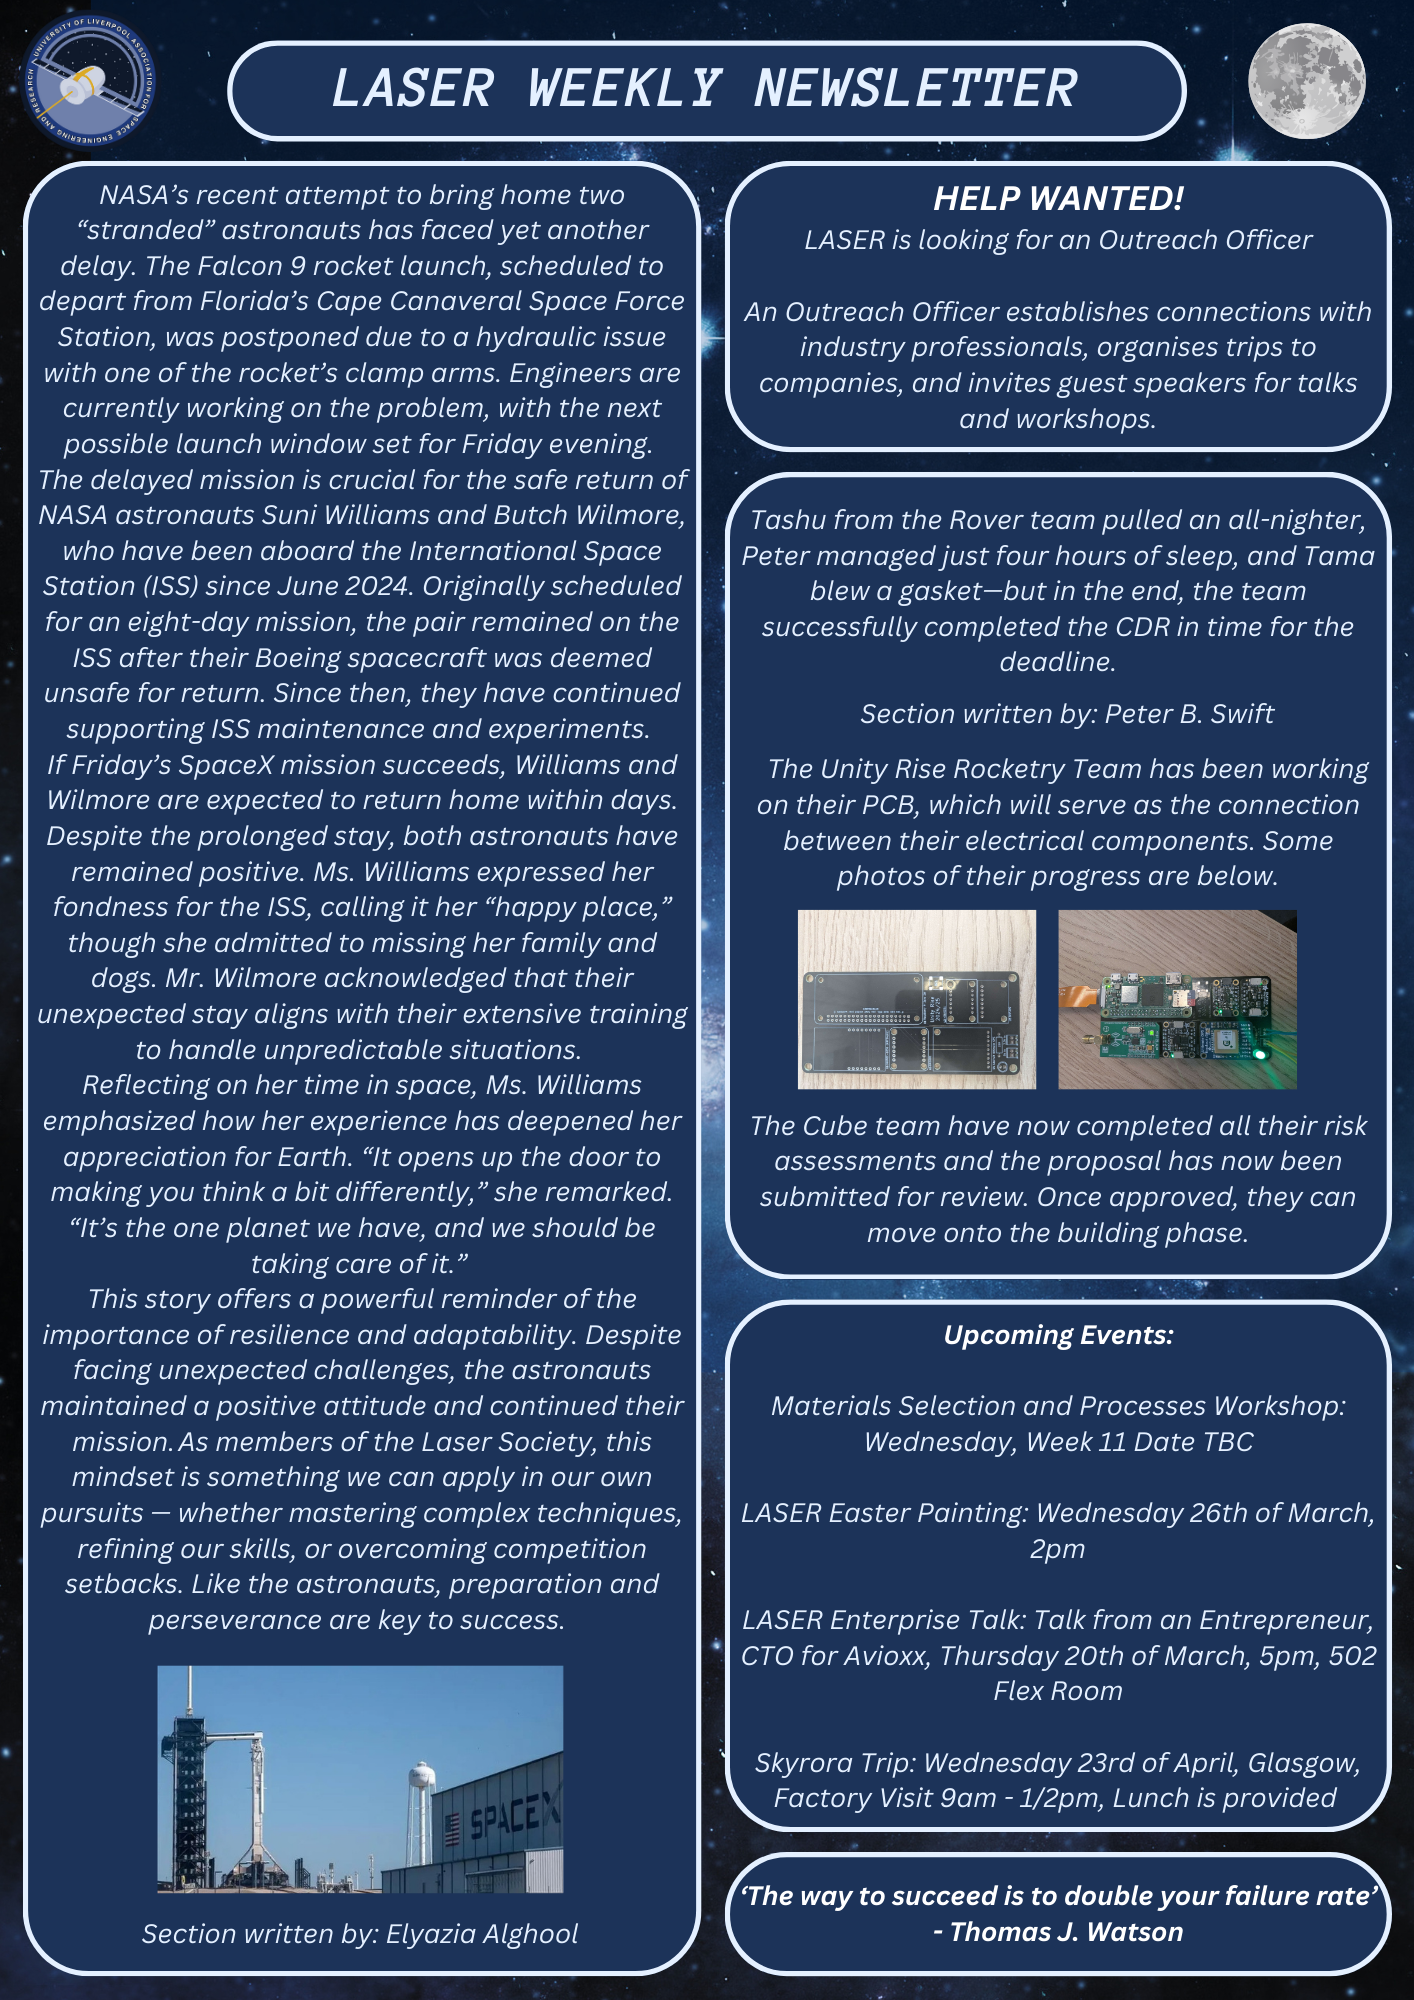 UNIVERSITY OF LIVERPOOL ASSOCIATION FOR SPACE ENGINEERING AND RESEARCH
LASER WEEKLY NEWSLETTER
NASA’s recent attempt to bring home two
“stranded” astronauts has faced yet another
delay. The Falcon 9 rocket launch, scheduled to
depart from Florida’s Cape Canaveral Space Force
Station, was postponed due to a hydraulic issue
with one of the rocket’s clamp arms. Engineers are
currently working on the problem, with the next
possible launch window set for Friday evening.
The delayed mission is crucial for the safe return of
NASA astronauts Suni Williams and Butch Wilmore,
who have been aboard the International Space
Station (ISS) since June 2024. Originally scheduled
for an eight-day mission, the pair remained on the
ISS after their Boeing spacecraft was deemed
unsafe for return. Since then, they have continued
supporting ISS maintenance and experiments.
If Friday’s SpaceX mission succeeds, Williams and
Wilmore are expected to return home within days.
Despite the prolonged stay, both astronauts have
remained positive. Ms. Williams expressed her
fondness for the ISS, calling it her “happy place,”
though she admitted to missing her family and
dogs. Mr. Wilmore acknowledged that their
unexpected stay aligns with their extensive training
to handle unpredictable situations.
Reflecting on her time in space, Ms. Williams
emphasized how her experience has deepened her
appreciation for Earth. “It opens up the door to
making you think a bit differently,” she remarked.
“It’s the one planet we have, and we should be
taking care of it.”
This story offers a powerful reminder of the
importance of resilience and adaptability. Despite
facing unexpected challenges, the astronauts
maintained a positive attitude and continued their
mission. As members of the Laser Society, this
mindset is something we can apply in our own
pursuits — whether mastering complex techniques,
refining our skills, or overcoming competition
setbacks. Like the astronauts, preparation and
perseverance are key to success.
SPACEX
Section written by: Elyazia Alghool
HELP WANTED!
LASER is looking for an Outreach Officer
An Outreach Officer establishes connections with
industry professionals, organises trips to
companies, and invites guest speakers for talks
and workshops.
Tashu from the Rover team pulled an all-nighter,
Peter managed just four hours of sleep, and Tama
blew a gasket—but in the end, the team
successfully completed the CDR in time for the
deadline.
Section written by: Peter B. Swift
The Unity Rise Rocketry Team has been working
on their PCB, which will serve as the connection
between their electrical components. Some
photos of their progress are below.
Unity Rise
2024/25
The Cube team have now completed all their risk
assessments and the proposal has now been
submitted for review. Once approved, they can
move onto the building phase.
Upcoming Events:
Materials Selection and Processes Workshop:
Wednesday, Week 11 Date TBC
LASER Easter Painting: Wednesday 26th of March,
2pm
LASER Enterprise Talk: Talk from an Entrepreneur,
CTO for Avioxx, Thursday 20th of March, 5pm, 502
Flex Room
Skyrora Trip: Wednesday 23rd of April, Glasgow,
Factory Visit 9am - 1/2pm, Lunch is provided
‘The way to succeed is to double your failure rate’
- Thomas J. Watson